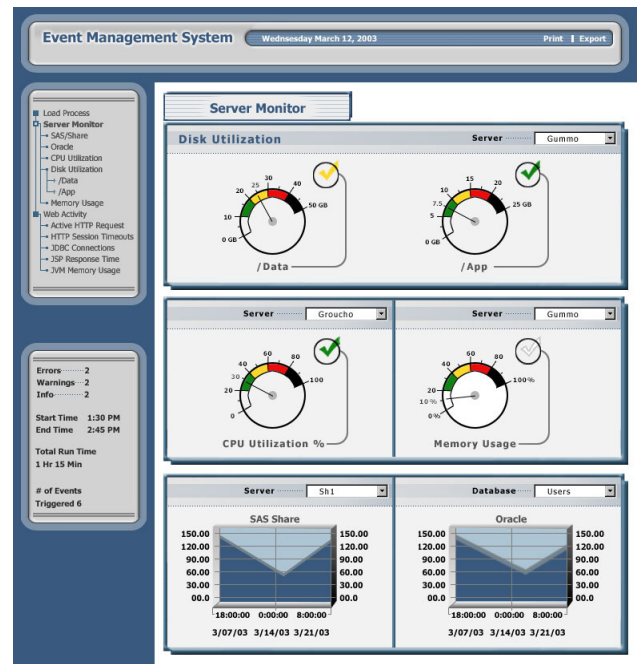 Event Management System
Wednsesday March 12, 2003
Print | Export
Load Process
Server Monitor
SAS/Share
Oracle
CPU Utilization
Disk Utilization
/Data
/App
Memory Usage
Web Activity
Active HTTP Request
HTTP Session Timeouts
JDBC Connections
JSP Response Time
JVM Memory Usage
Errors 2
Warnings 2
Info 2
Start Time 1:30 PM
End Time 2:45 PM
Total Run Time
1 Hr 15 Min
# of Events
Triggered 6
Server Monitor
Disk Utilization
Server Gummo
0 GB 10 20 25 30 40 50 GB
/Data
0 GB 5 7.5 10 15 20 25 GB
/App
Server Groucho
0 20 30 40 60 80 100
CPU Utilization %
Server Gummo
0% 10% 20 40 60 80 100%
Memory Usage
Server Sh1
SAS Share
150.00 150.00
120.00 120.00
90.00 90.00
60.00 60.00
30.00 30.00
00.0 00.0
18:00:00 0:00:00 8:00:00
3/07/03 3/14/03 3/21/03
Database Users
Oracle
150.00 150.00
120.00 120.00
90.00 90.00
60.00 60.00
30.00 30.00
00.0 00.0
18:00:00 0:00:00 8:00:00
3/07/03 3/14/03 3/21/03